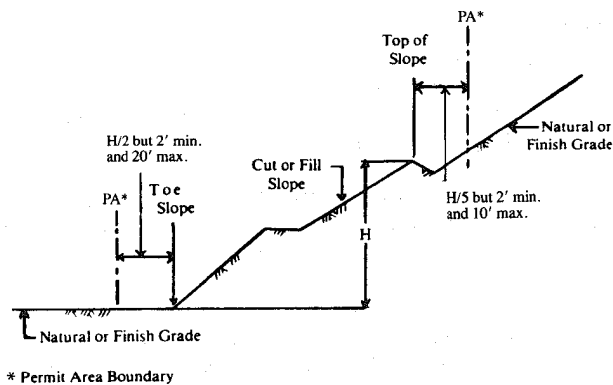 PA*
Top of
Slope
Natural or
Finish Grade
H/2 but 2' min.
and 20' max.
Cut or Fill
Slope
PA*
Toe
Slope
H/5 but 2' min.
and 10' max.
H
Natural or Finish Grade
* Permit Area Boundary